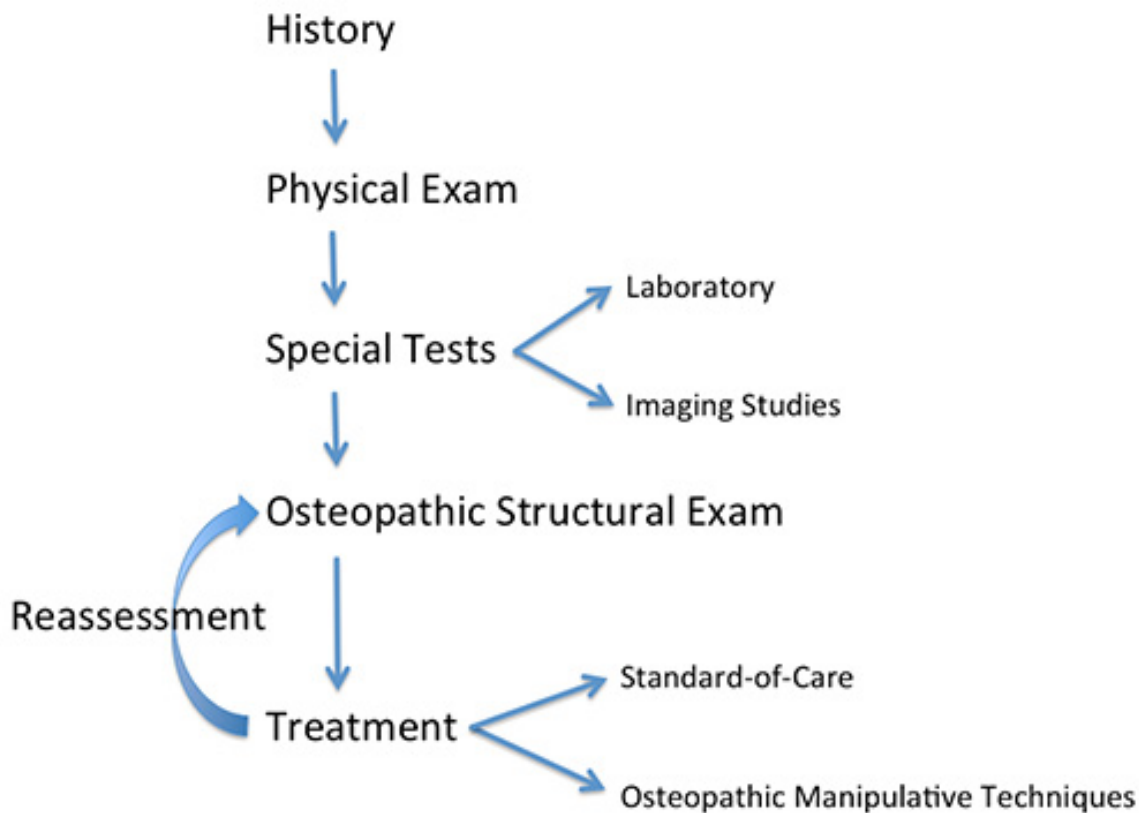 History
Physical Exam
Special Tests
Laboratory
Imaging Studies
Osteopathic Structural Exam
Reassessment
Treatment
Standard-of-Care
Osteopathic Manipulative Techniques